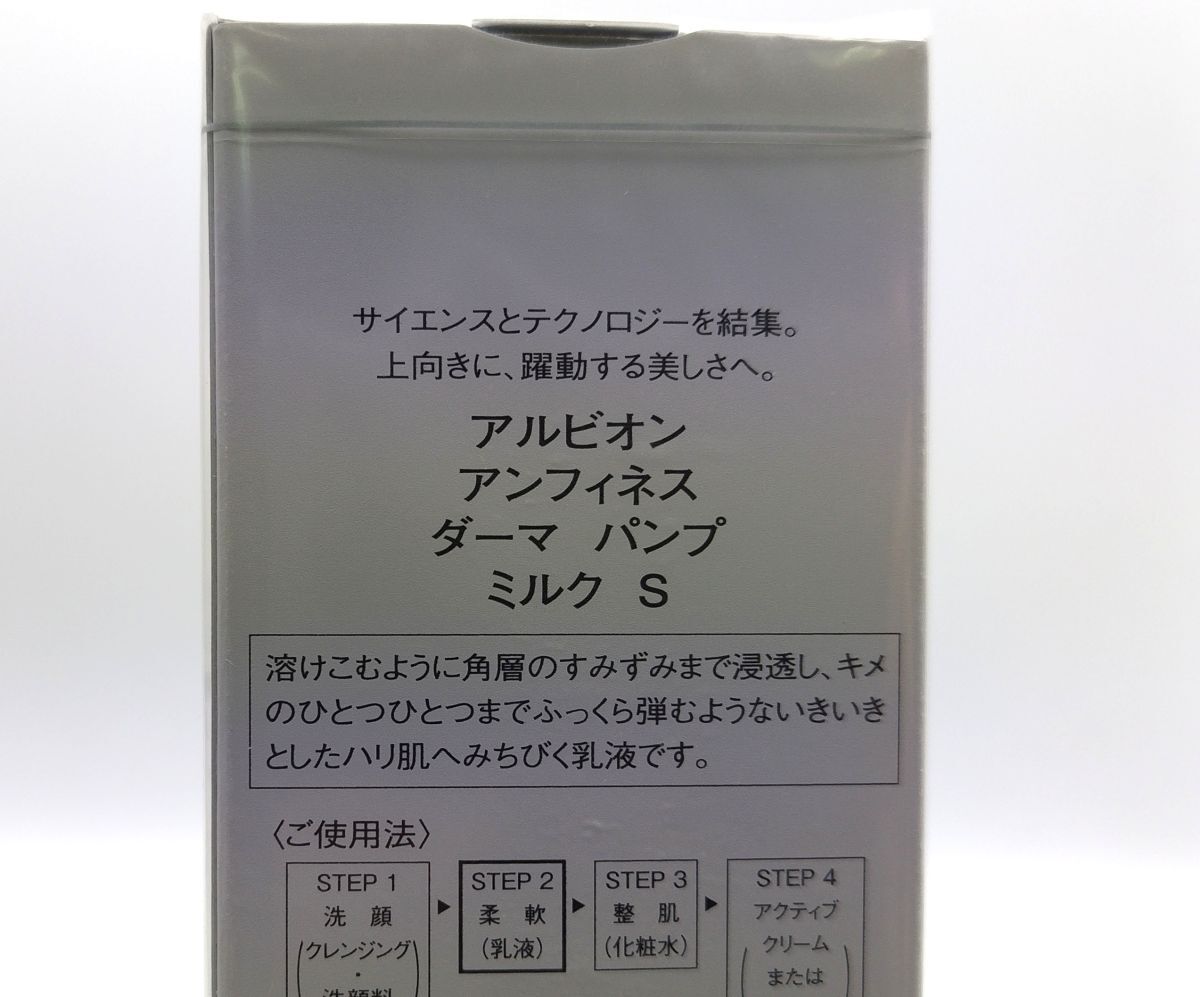 サイエンスとテクノロジーを結集。
上向きに、躍動する美しさへ。
アルビオン
アンフィネス
ダーマ パンプ
ミルク S
溶けこむように角層のすみずみまで浸透し、キメ
のひとつひとつまでふっくら弾むようないきいき
としたハリ肌へみちびく乳液です。
〈ご使用法〉
STEP 1
洗 顔
(クレンジング
・
洗顔料
STEP 2
柔 軟
(乳液)
STEP 3
整 肌
(化粧水)
STEP 4
アクティブ
クリーム
または